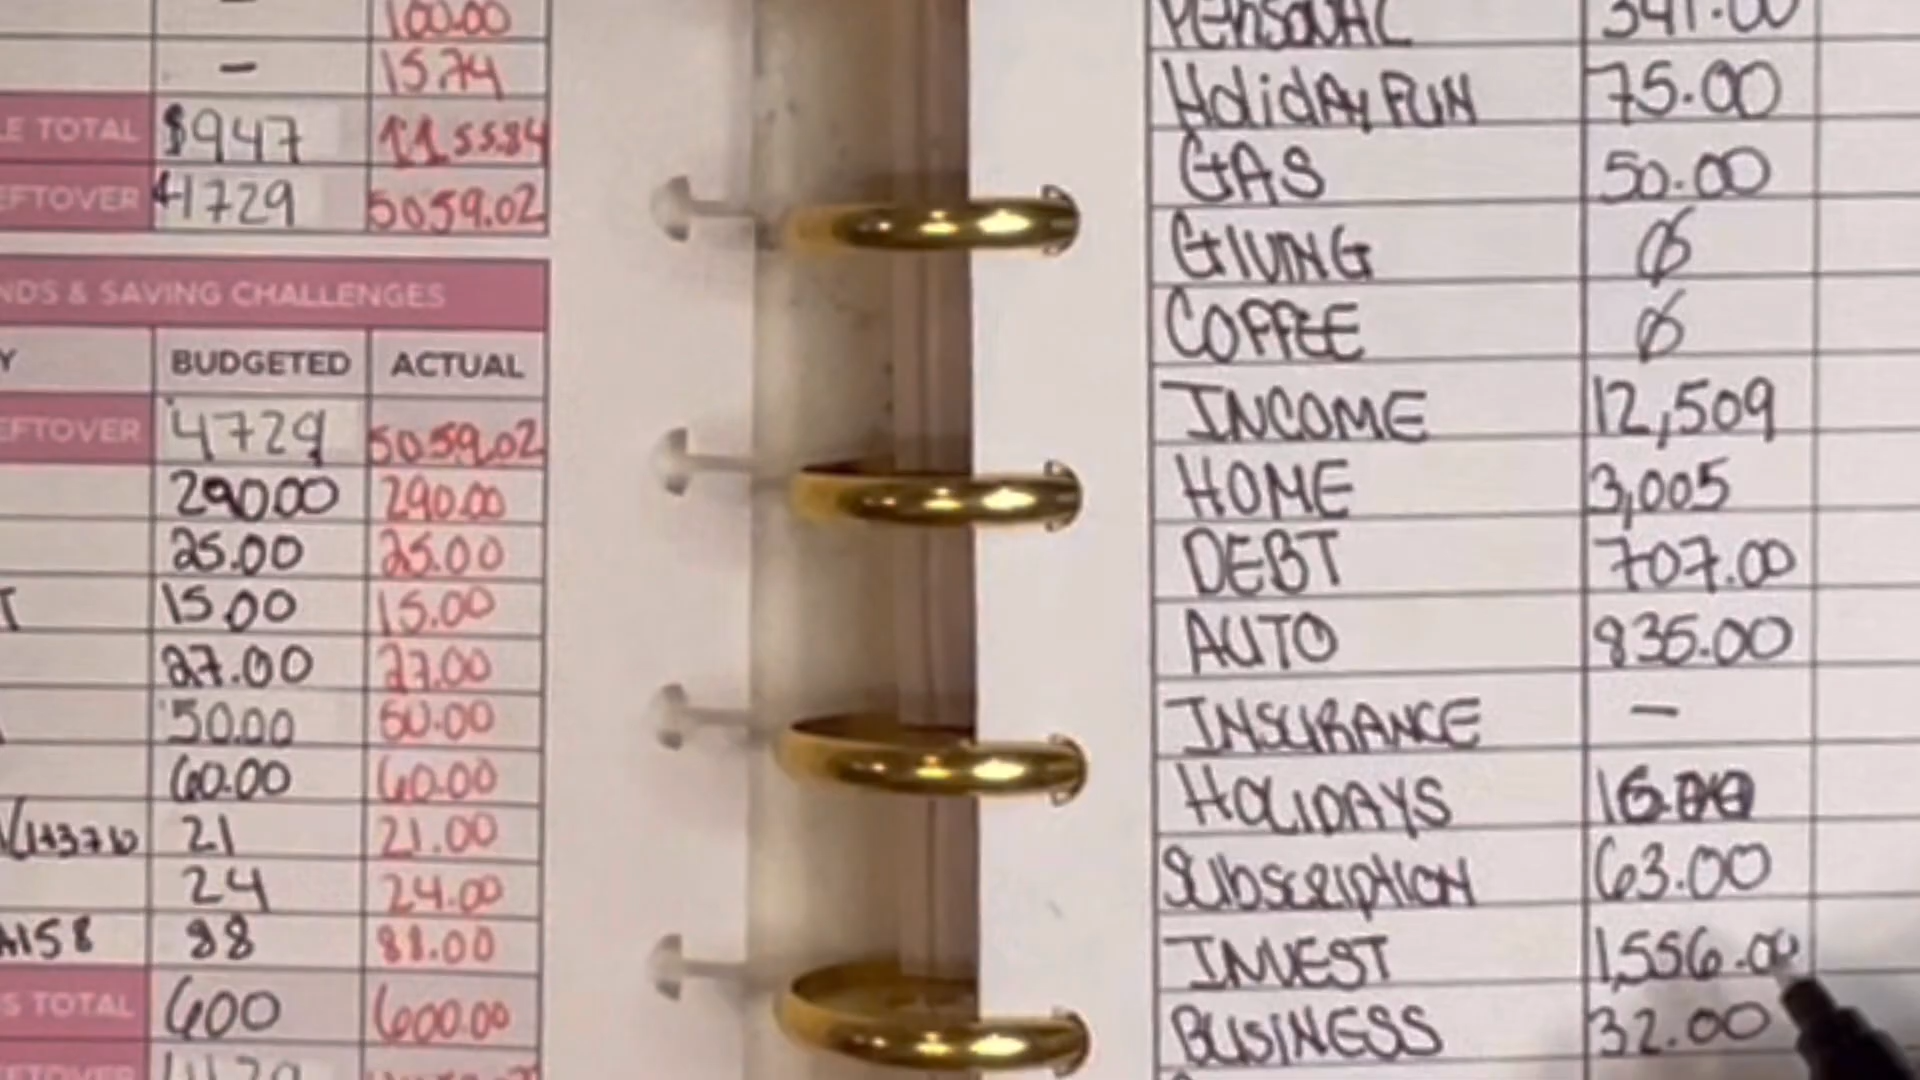 - 100.00
- 15.74
LE TOTAL $947 1155.84
EFTOVER 4729 5059.02
NDS & SAVING CHALLENGES
Y BUDGETED ACTUAL
EFTOVER 4729 5059.02
290.00 290.00
25.00 25.00
T 15.00 15.00
27.00 27.00
50.00 50.00
60.00 60.00
21 21.00
24 24.00
A158 88 88.00
S TOTAL 600 600.00
EFTOVER
PERSONAL 341.00
HOLIDAY FUN 75.00
GAS 50.00
GIVING Ø
COFFEE Ø
INCOME 12,509
HOME 3,005
DEBT 707.00
AUTO 835.00
INSURANCE -
HOLIDAYS
SUBSCRIPTION 63.00
INVEST 1,556.00
BUSINESS 32.00